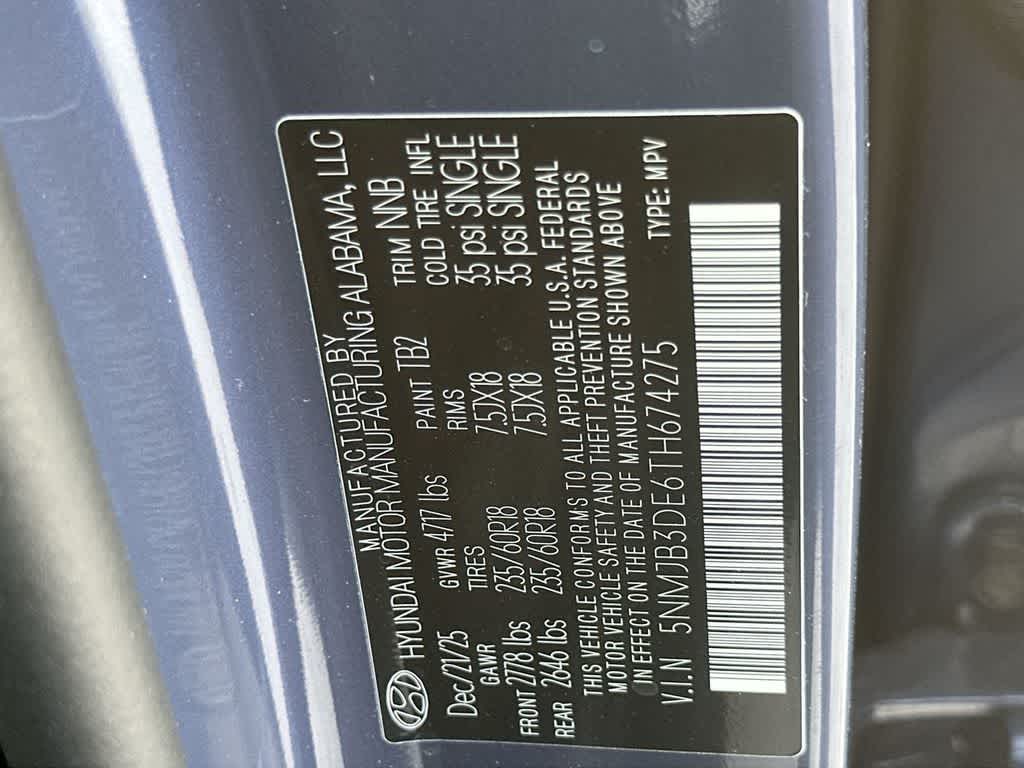 MANUFACTURED BY
HYUNDAI MOTOR MANUFACTURING ALABAMA, LLC
Dec/21/25 GVWR 4717 lbs PAINT TB2 TRIM NNB
GAWR TIRES RIMS COLD TIRE INFL
FRONT 2778 lbs 235/60R18 7.5JX18 35 psi SINGLE
REAR 2646 lbs 235/60R18 7.5JX18 35 psi SINGLE
THIS VEHICLE CONFORMS TO ALL APPLICABLE U.S.A. FEDERAL
MOTOR VEHICLE SAFETY AND THEFT PREVENTION STANDARDS
IN EFFECT ON THE DATE OF MANUFACTURE SHOWN ABOVE
V.I.N 5NMJB3DE6TH674275 TYPE: MPV